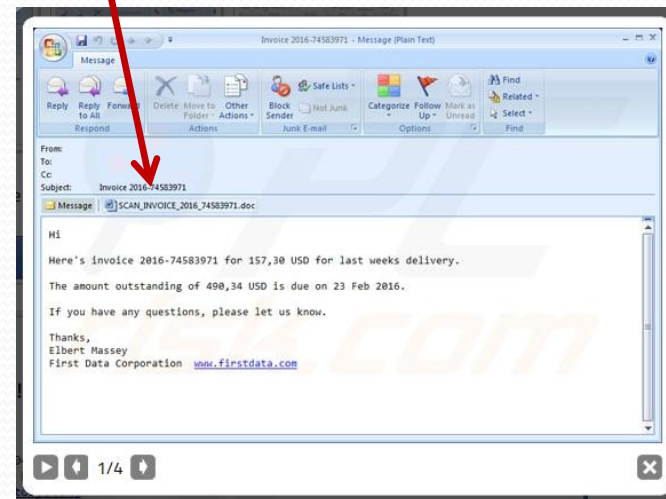 Invoice 2016-74583971 - Message (Plain Text)
Message
Reply Reply to All Forward Delete Move to Folder Other Actions Block Sender Safe Lists Not Junk Categorize Follow Up Mark as Unread Find Related Select
Respond Actions Junk E-mail Options Find
From:
To:
Cc:
Subject: Invoice 2016-74583971
Message SCAN_INVOICE_2016_74583971.doc
Hi
Here's invoice 2016-74583971 for 157,30 USD for last weeks delivery.
The amount outstanding of 490,34 USD is due on 23 Feb 2016.
If you have any questions, please let us know.
Thanks,
Elbert Massey
First Data Corporation www.firstdata.com
1/4